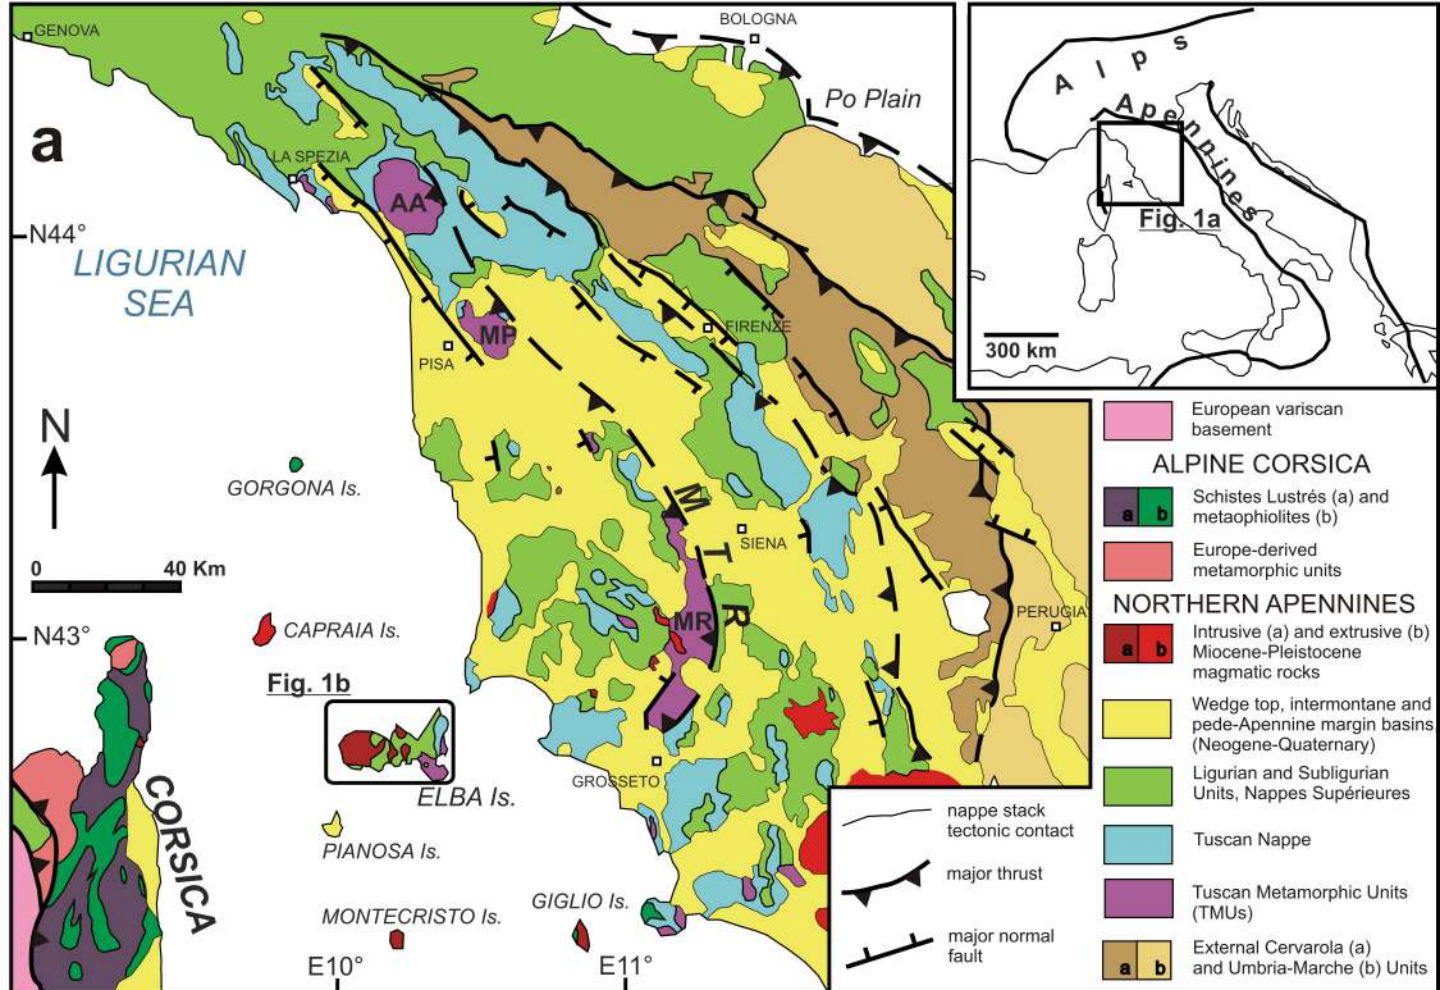 GENOVA
BOLOGNA
Po Plain
a
LA SPEZIA
AA
N44°
LIGURIAN
SEA
MP
FIRENZE
PISA
N
GORGONA Is.
M
T
R
SIENA
0 40 Km
MR
PERUGIA
CAPRAIA Is.
N43°
Fig. 1b
GROSSETO
ELBA Is.
CORSICA
PIANOSA Is.
MONTECRISTO Is.
GIGLIO Is.
E10°
E11°
Alps
Apennines
Fig. 1a
300 km
European variscan
basement
ALPINE CORSICA
a b
Schistes Lustrés (a) and
metaophiolites (b)
Europe-derived
metamorphic units
NORTHERN APENNINES
a b
Intrusive (a) and extrusive (b)
Miocene-Pleistocene
magmatic rocks
Wedge top, intermontane and
pede-Apennine margin basins
(Neogene-Quaternary)
Ligurian and Subligurian
Units, Nappes Supérieures
Tuscan Nappe
Tuscan Metamorphic Units
(TMUs)
a b
External Cervarola (a)
and Umbria-Marche (b) Units
nappe stack
tectonic contact
major thrust
major normal
fault